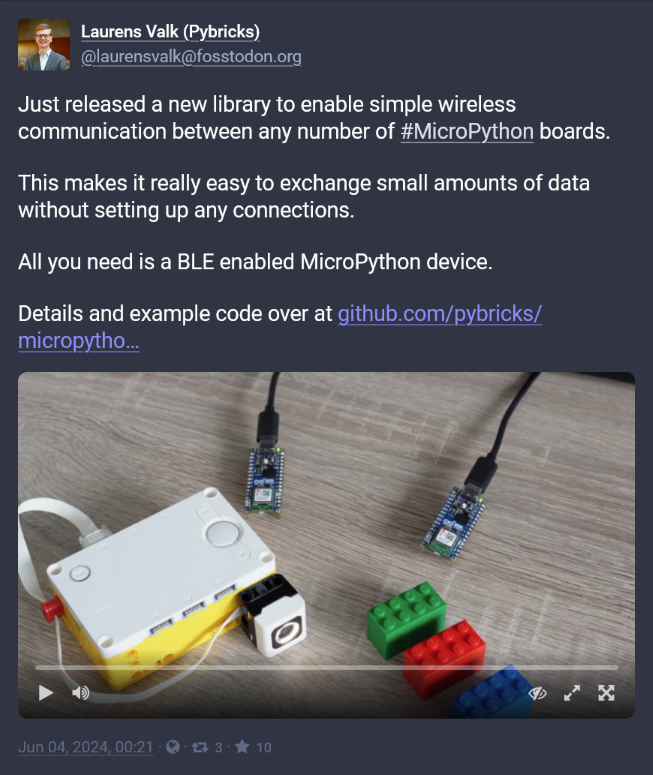 Laurens Valk (Pybricks)
@laurensvalk@fosstodon.org
Just released a new library to enable simple wireless
communication between any number of #MicroPython boards.
This makes it really easy to exchange small amounts of data
without setting up any connections.
All you need is a BLE enabled MicroPython device.
Details and example code over at github.com/pybricks/
micropytho...
Jun 04, 2024, 00:21 · · 3 · 10